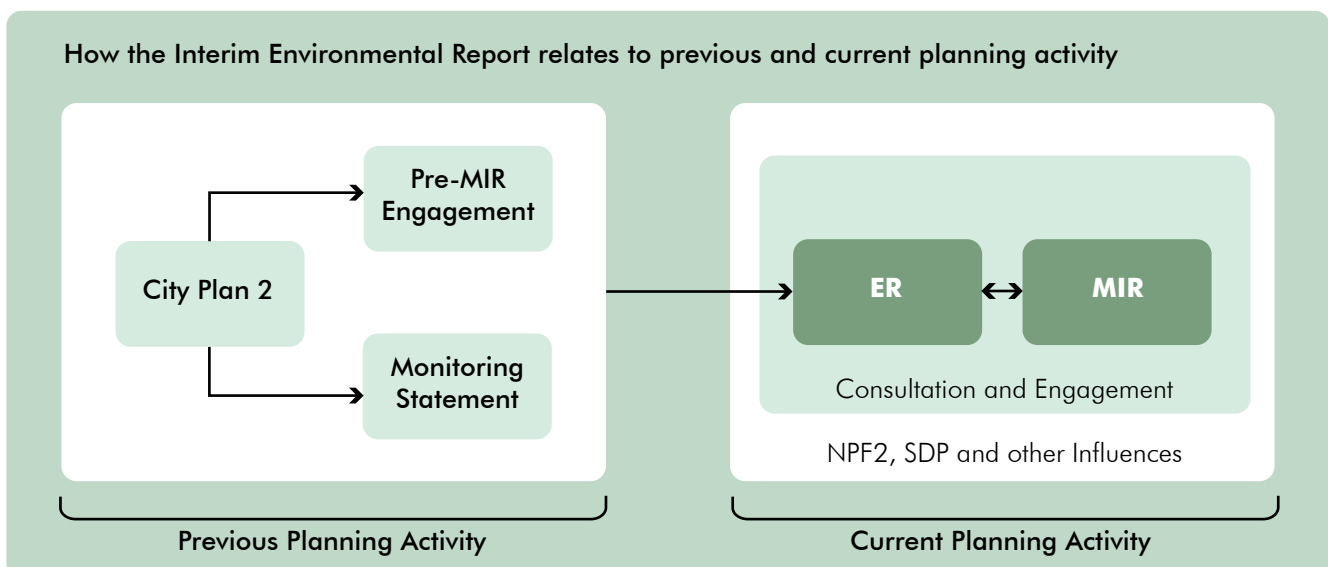 How the Interim Environmental Report relates to previous and current planning activity
Pre-MIR
Engagement
City Plan 2
Monitoring
Statement
ER
MIR
Consultation and Engagement
NPF2, SDP and other Influences
Previous Planning Activity
Current Planning Activity